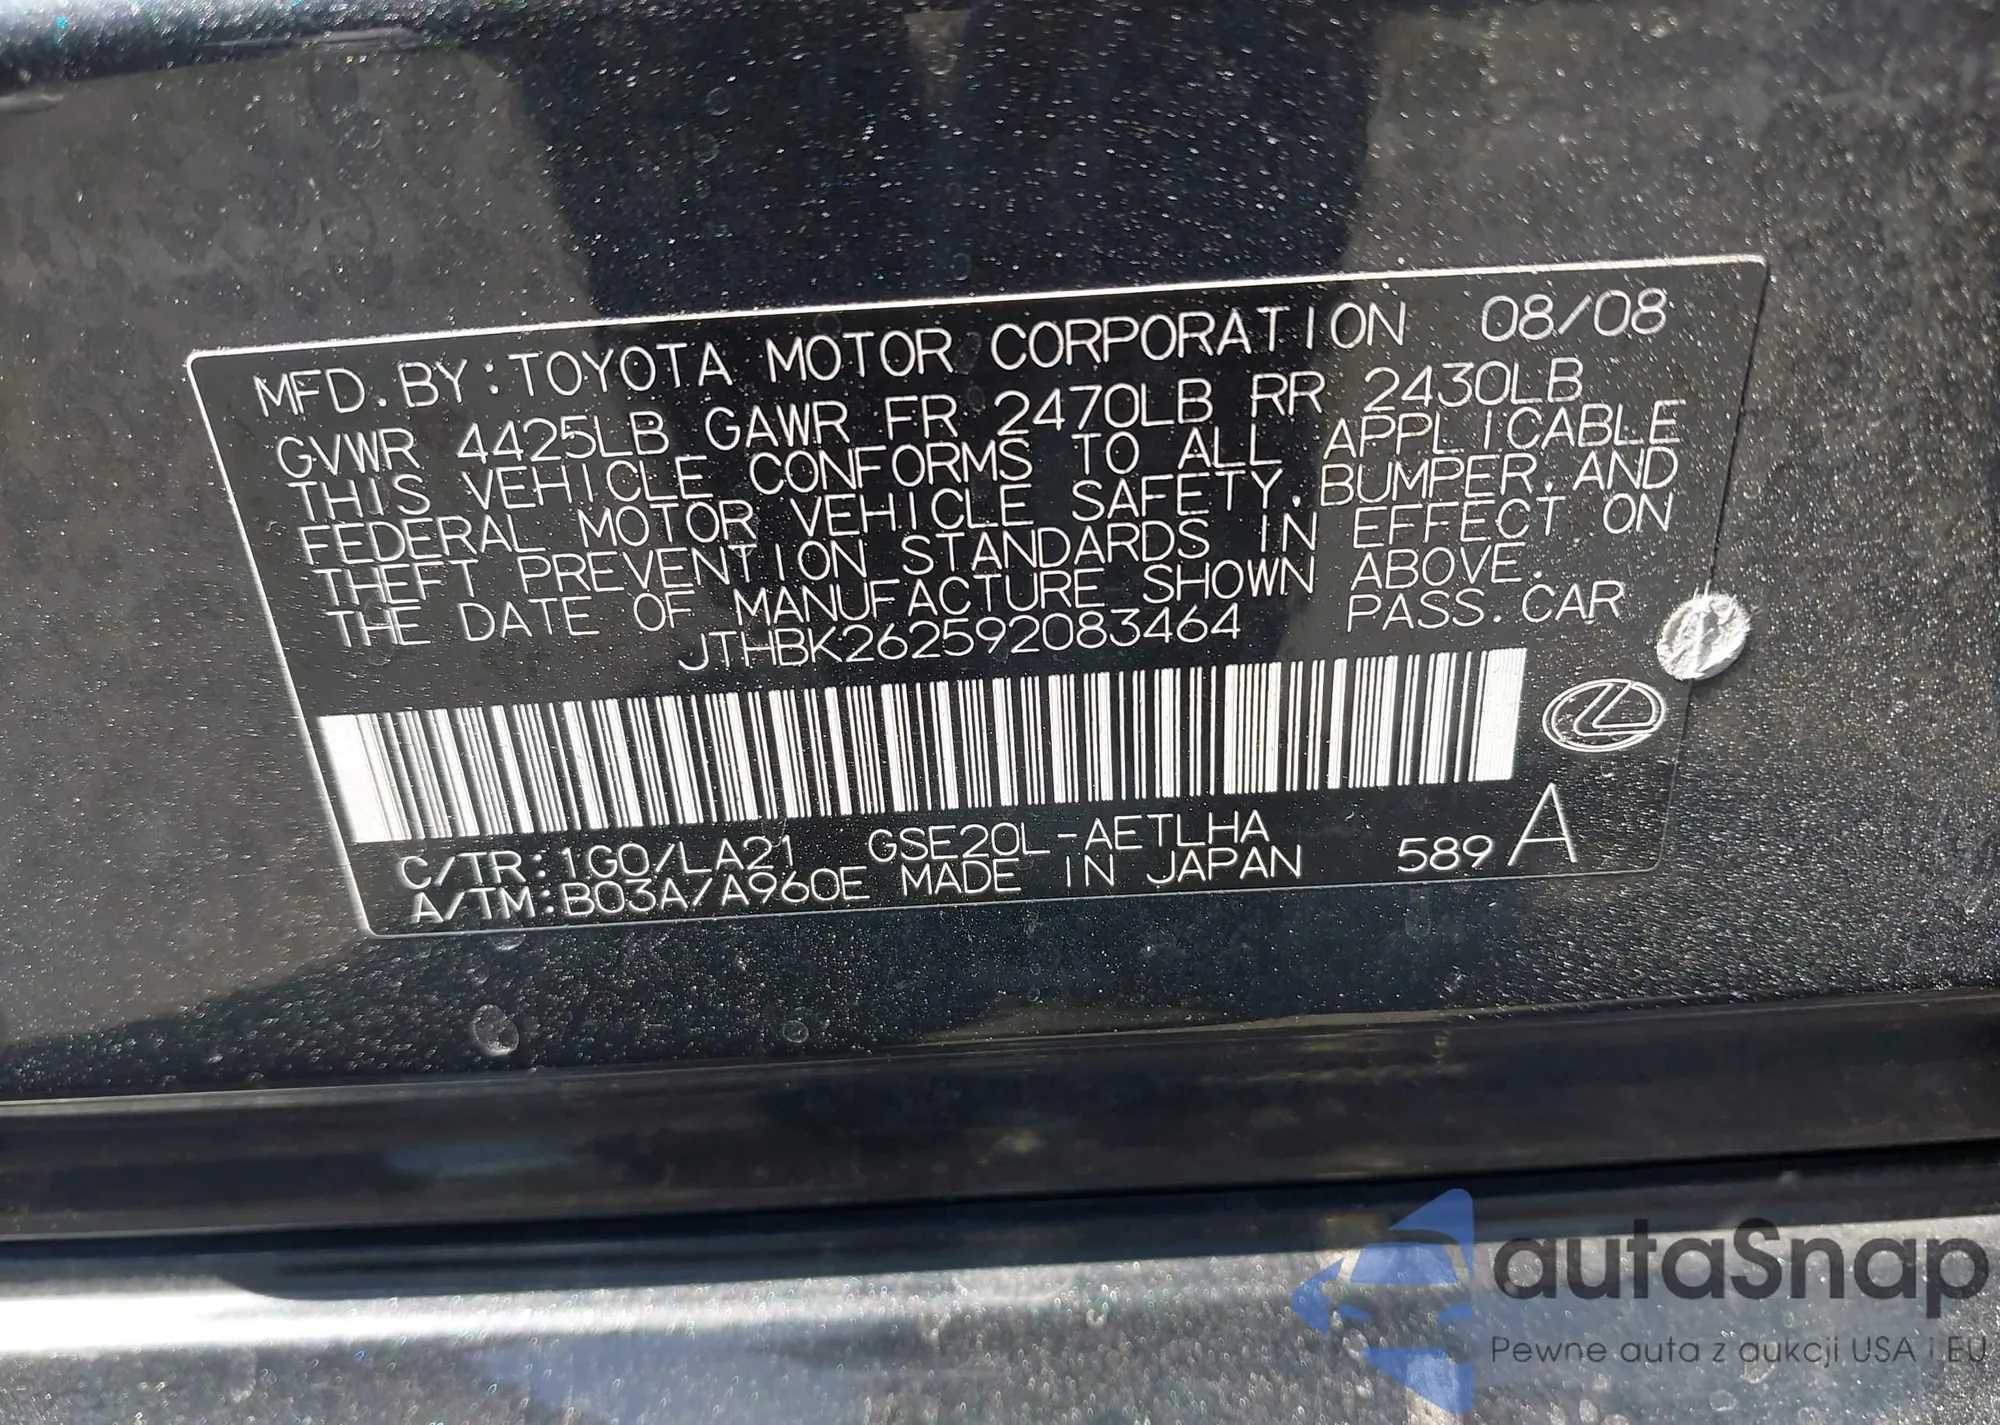 MFD. BY: TOYOTA MOTOR CORPORATION 08/08
GVWR 4425LB GAWR FR 2470LB RR 2430LB
THIS VEHICLE CONFORMS TO ALL APPLICABLE
FEDERAL MOTOR VEHICLE SAFETY, BUMPER, AND
THEFT PREVENTION STANDARDS IN EFFECT ON
THE DATE OF MANUFACTURE SHOWN ABOVE.
JTHBK262592083464 PASS. CAR
C/TR: 1G0/LA21 GSE20L-AETLHA
A/TM: B03A/A960E MADE IN JAPAN 589 A
autaSnap
Pewne auta z aukcji USA i EU